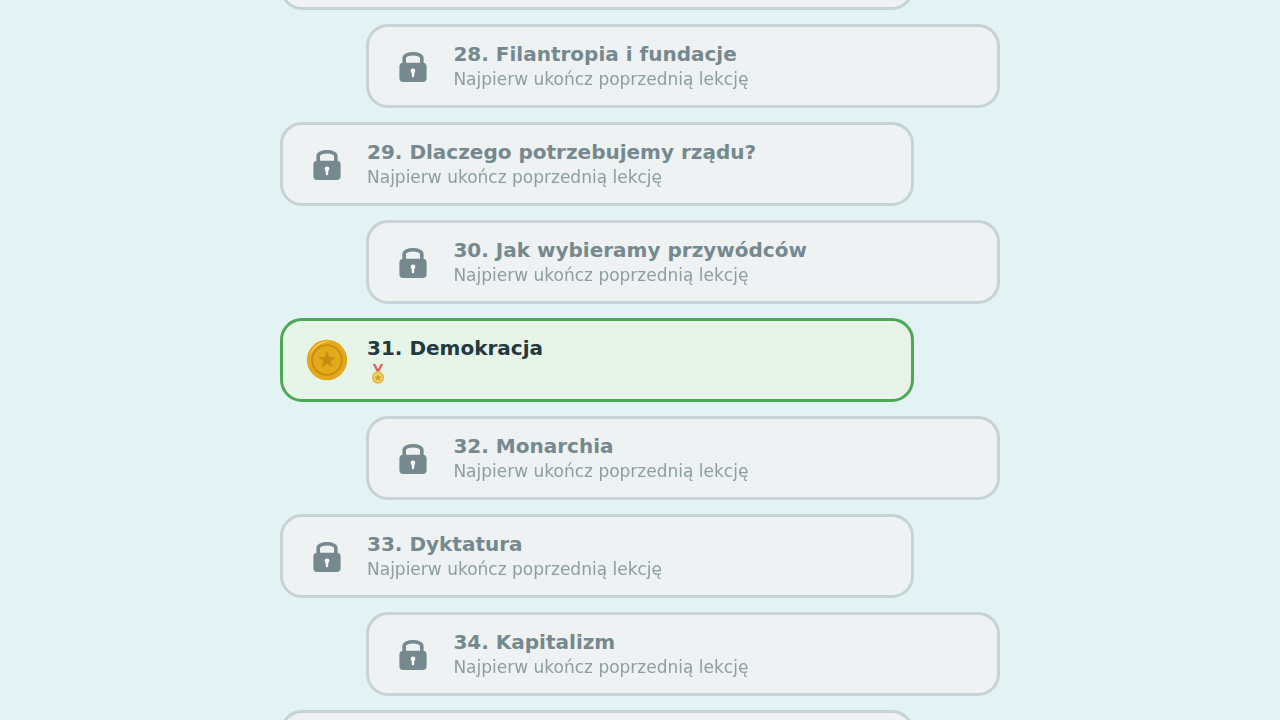 28. Filantropia i fundacje
Najpierw ukończ poprzednią lekcję
29. Dlaczego potrzebujemy rządu?
Najpierw ukończ poprzednią lekcję
30. Jak wybieramy przywódców
Najpierw ukończ poprzednią lekcję
31. Demokracja
32. Monarchia
Najpierw ukończ poprzednią lekcję
33. Dyktatura
Najpierw ukończ poprzednią lekcję
34. Kapitalizm
Najpierw ukończ poprzednią lekcję